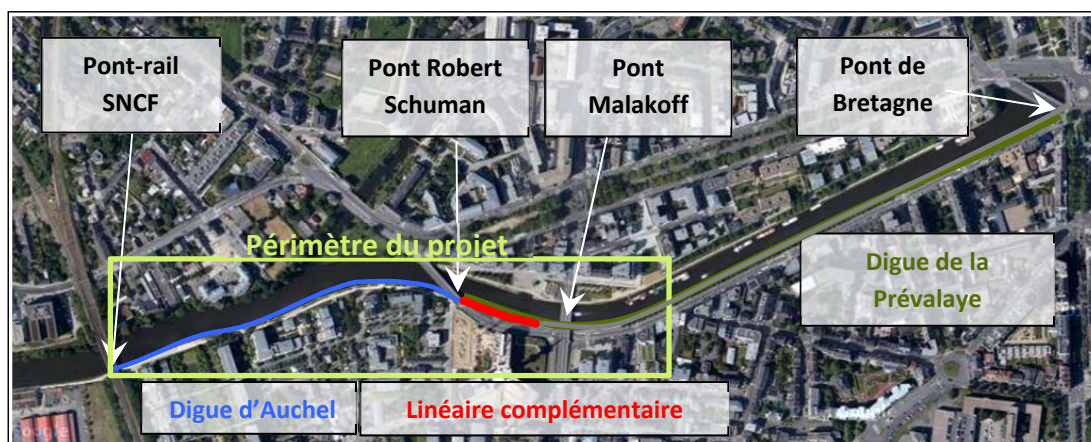 Pont-rail
SNCF
Pont Robert
Schuman
Pont
Malakoff
Pont de
Bretagne
Périmètre du projet
Digue de la
Prévalaye
Digue d’Auchel
Linéaire complémentaire